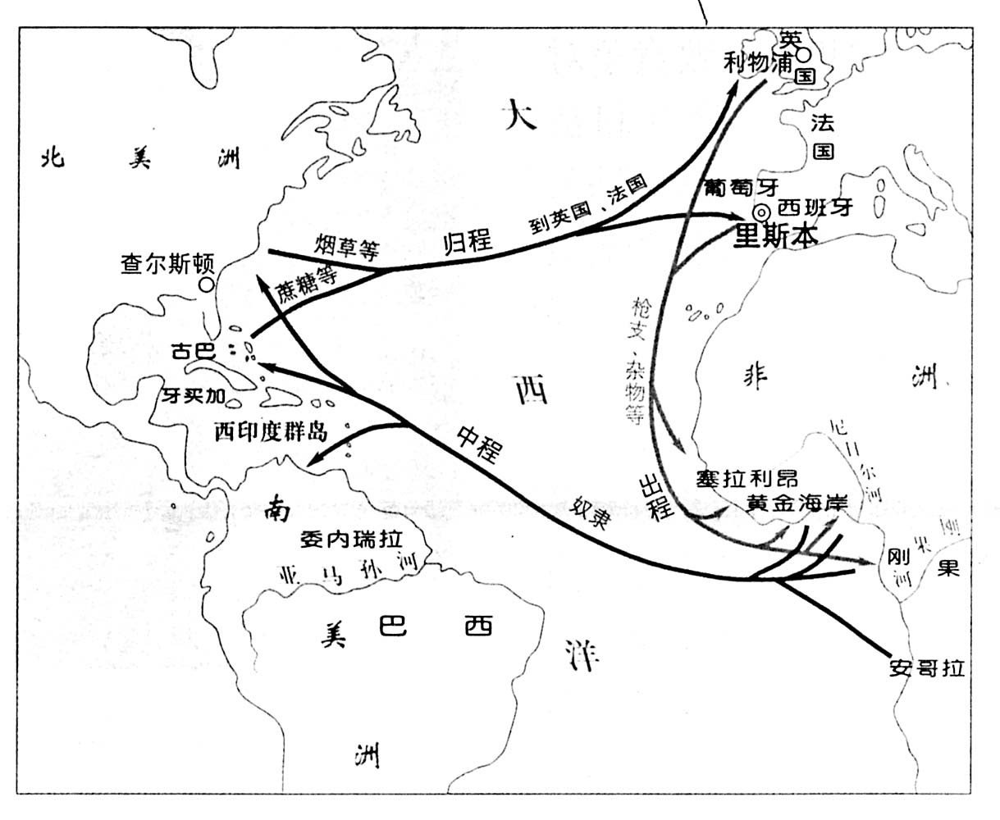 英国
利物浦
大
法国
北美洲
葡萄牙
西班牙
里斯本
到英国、法国
归程
烟草等
蔗糖等
查尔斯顿
枪支、杂物等
古巴
牙买加
西印度群岛
西
非洲
尼日尔河
中程
出程
塞拉利昂
黄金海岸
奴隶
南美洲
委内瑞拉
亚马孙河
刚果河
刚果
巴西
洋
安哥拉